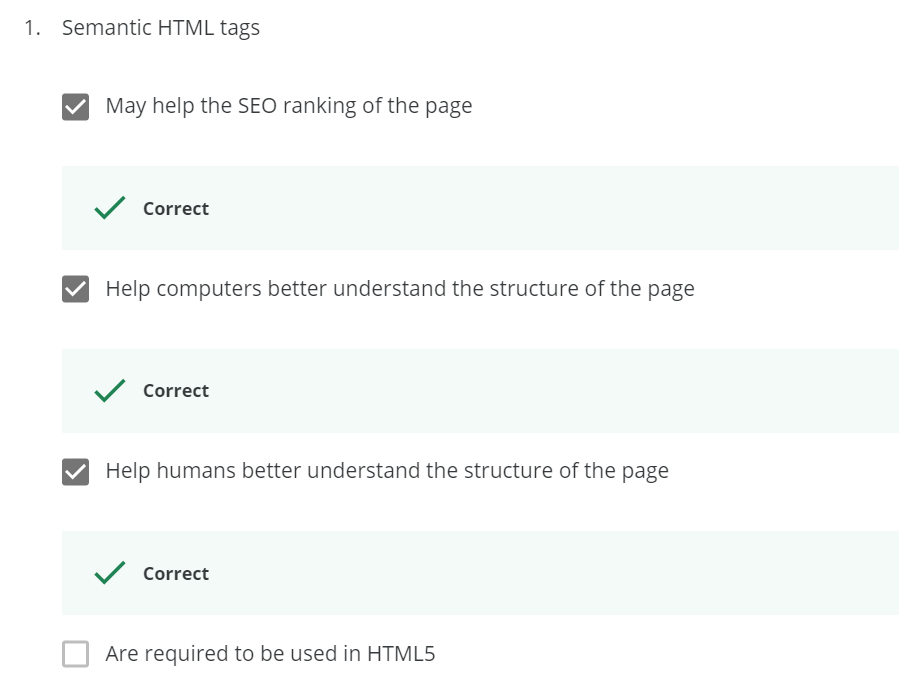 1. Semantic HTML tags
May help the SEO ranking of the page
Correct
Help computers better understand the structure of the page
Correct
Help humans better understand the structure of the page
Correct
Are required to be used in HTML5